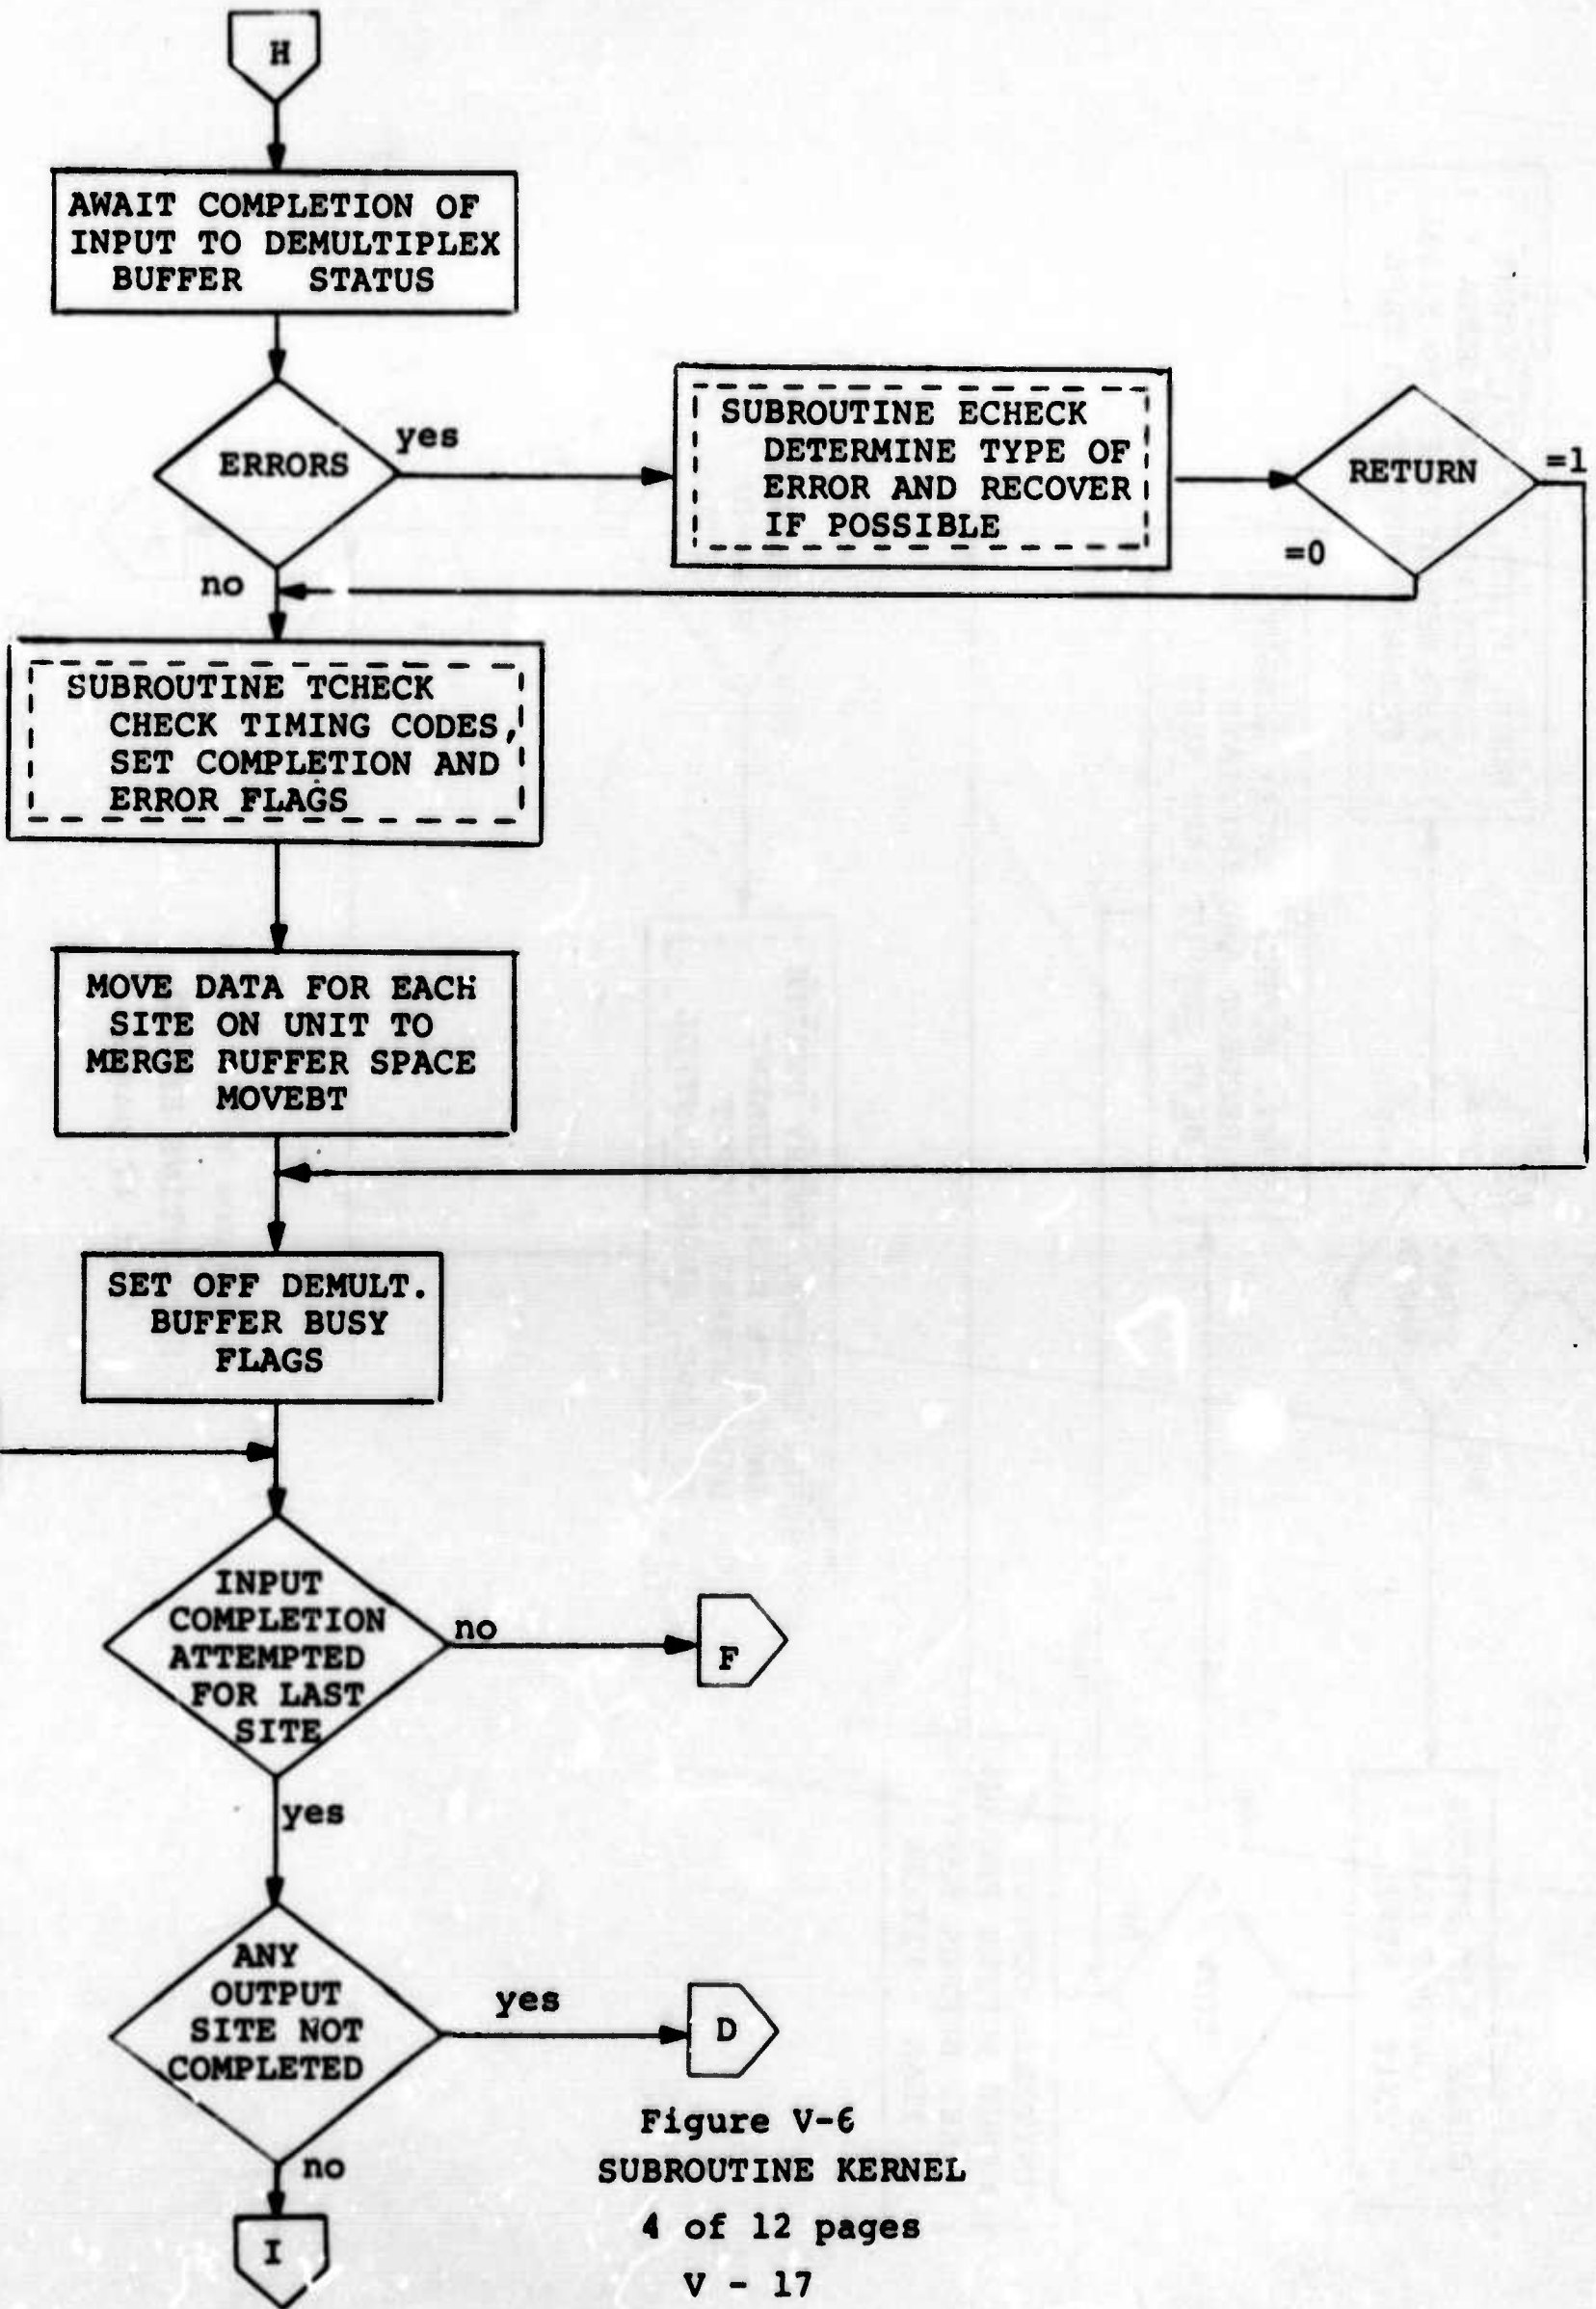 H
AWAIT COMPLETION OF
INPUT TO DEMULTIPLEX
BUFFER STATUS
ERRORS
yes
no
SUBROUTINE ECHECK
DETERMINE TYPE OF
ERROR AND RECOVER
IF POSSIBLE
RETURN
=1
=0
SUBROUTINE TCHECK
CHECK TIMING CODES,
SET COMPLETION AND
ERROR FLAGS
MOVE DATA FOR EACH
SITE ON UNIT TO
MERGE BUFFER SPACE
MOVEBT
SET OFF DEMULT.
BUFFER BUSY
FLAGS
INPUT
COMPLETION
ATTEMPTED
FOR LAST
SITE
no
F
yes
ANY
OUTPUT
SITE NOT
COMPLETED
yes
D
no
I
Figure V-6
SUBROUTINE KERNEL
4 of 12 pages
V - 17